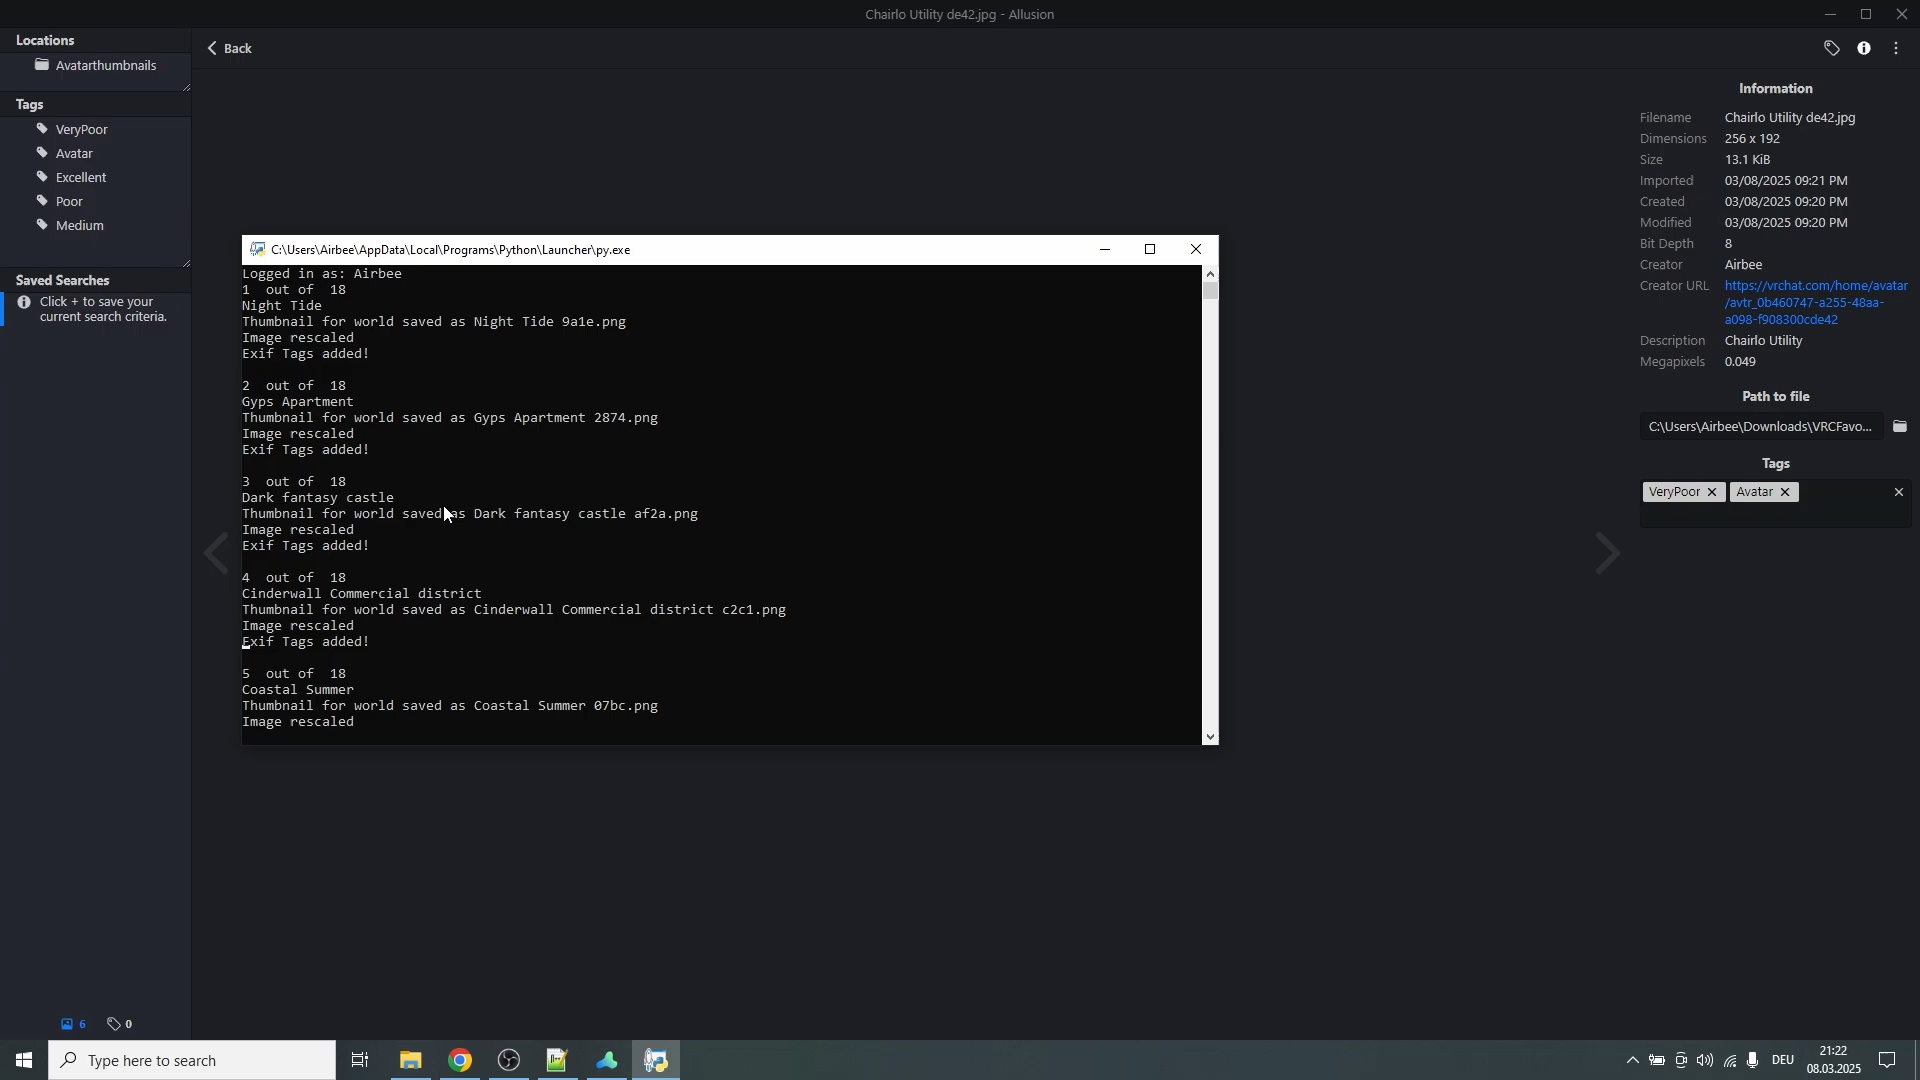 Chairlo Utility de42.jpg - Allusion
Locations
Avatarthumbnails
Tags
VeryPoor
Avatar
Excellent
Poor
Medium
Saved Searches
Click + to save your
current search criteria.
6
0
Back
C:\Users\Airbee\AppData\Local\Programs\Python\Launcher\py.exe
Logged in as: Airbee
1  out of  18
Night Tide
Thumbnail for world saved as Night Tide 9a1e.png
Image rescaled
Exif Tags added!
2  out of  18
Gyps Apartment
Thumbnail for world saved as Gyps Apartment 2874.png
Image rescaled
Exif Tags added!
3  out of  18
Dark fantasy castle
Thumbnail for world saved as Dark fantasy castle af2a.png
Image rescaled
Exif Tags added!
4  out of  18
Cinderwall Commercial district
Thumbnail for world saved as Cinderwall Commercial district c2c1.png
Image rescaled
Exif Tags added!
5  out of  18
Coastal Summer
Thumbnail for world saved as Coastal Summer 07bc.png
Image rescaled
Information
Filename Chairlo Utility de42.jpg
Dimensions 256 x 192
Size 13.1 KiB
Imported 03/08/2025 09:21 PM
Created 03/08/2025 09:20 PM
Modified 03/08/2025 09:20 PM
Bit Depth 8
Creator Airbee
Creator URL https://vrchat.com/home/avatar
/avtr_0b460747-a255-48aa-
a098-f908300cde42
Description Chairlo Utility
Megapixels 0.049
Path to file
C:\Users\Airbee\Downloads\VRCFavo...
Tags
VeryPoor Avatar
Type here to search
DEU
21:22
08.03.2025